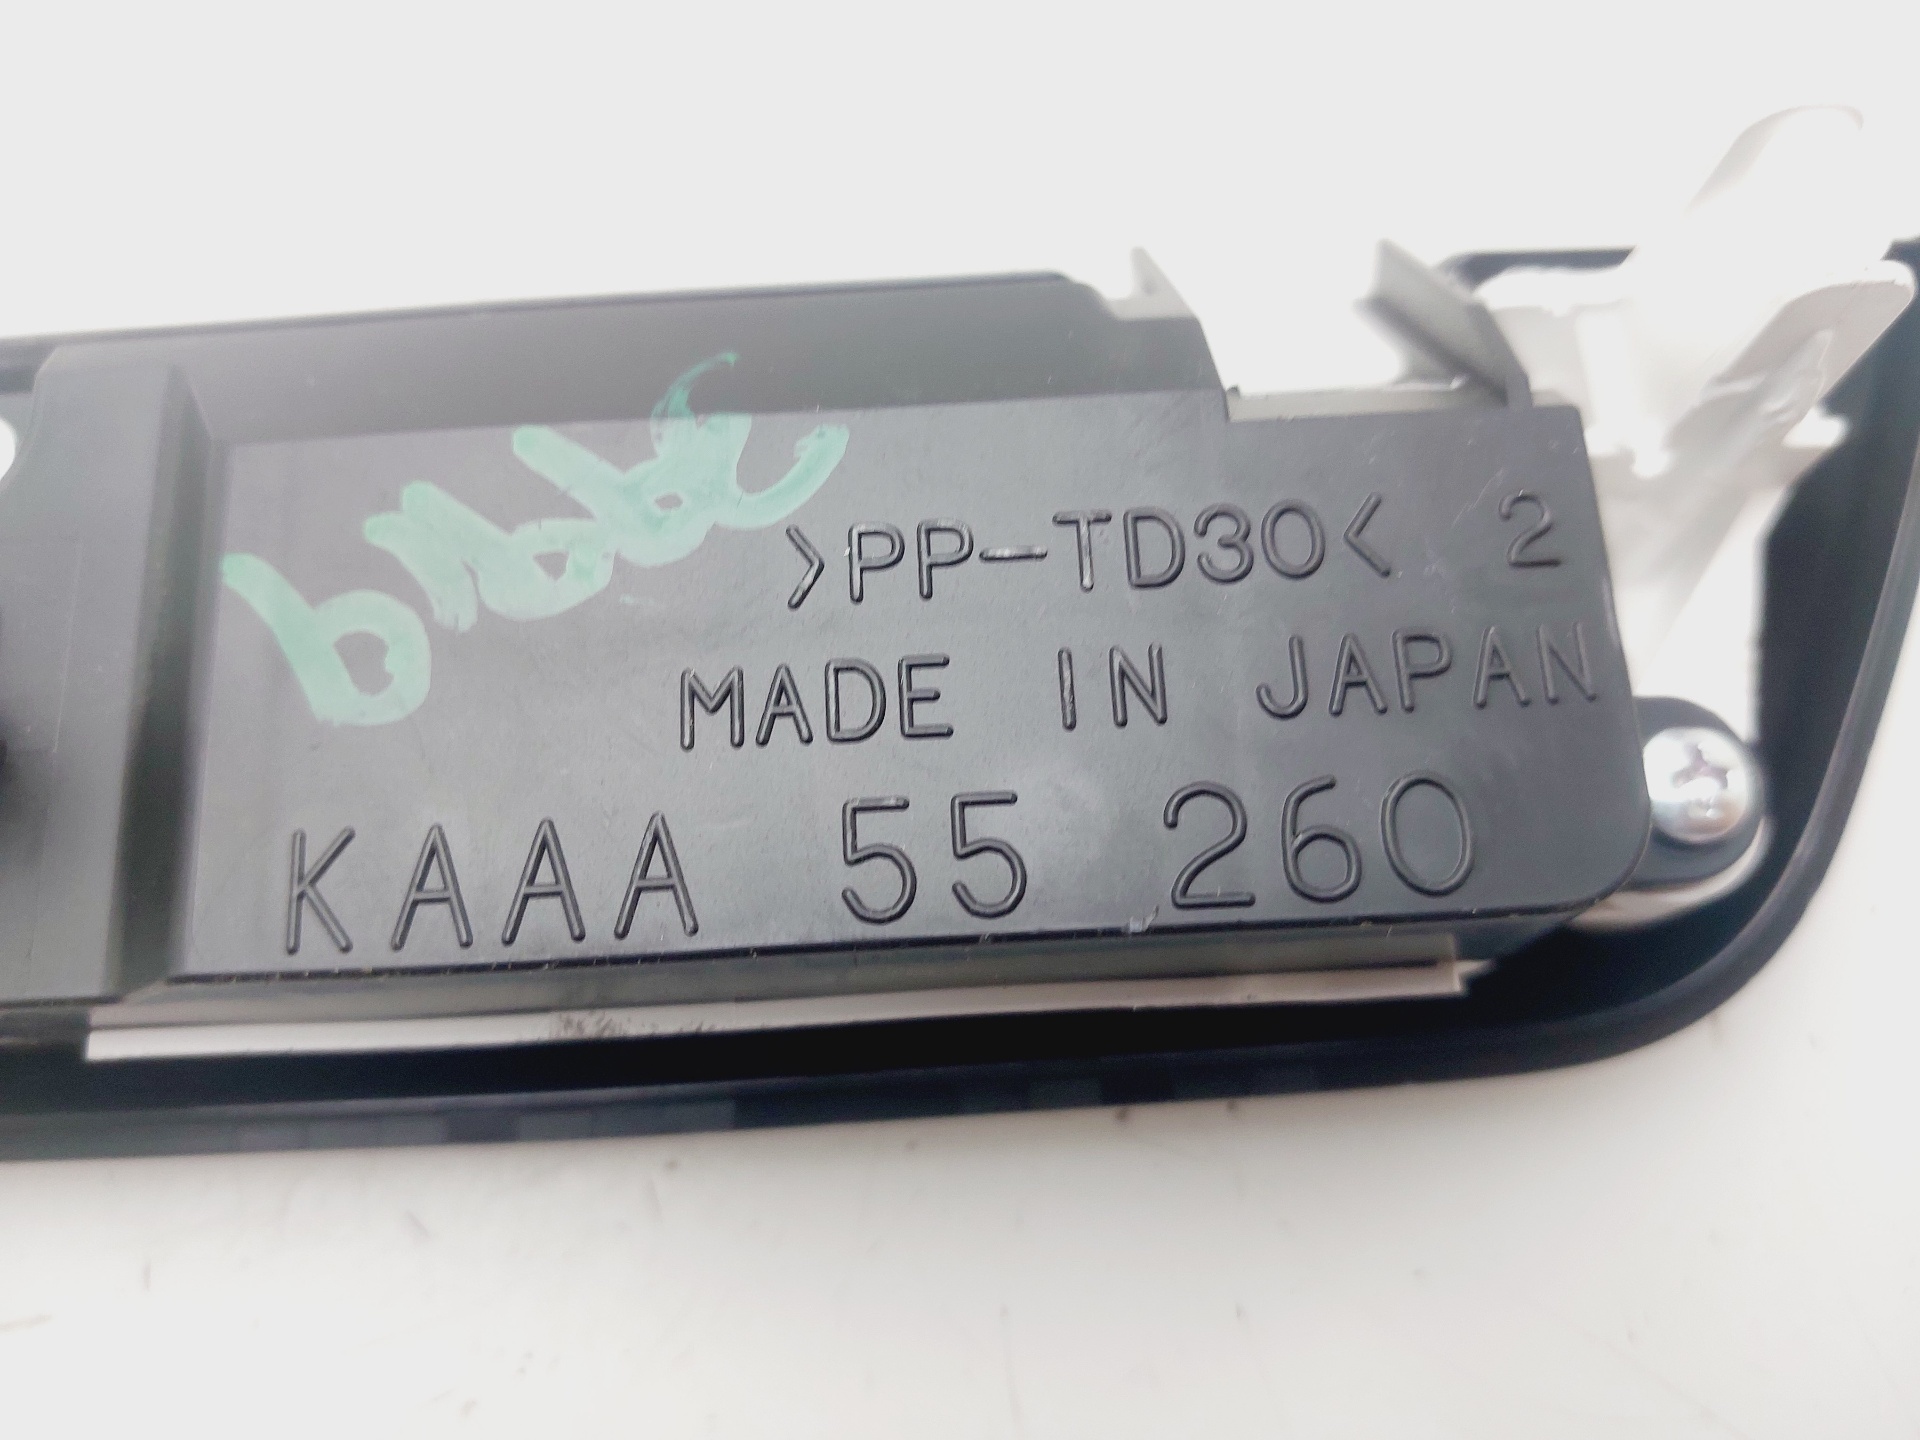 >PP-TD30< 2
MADE IN JAPAN
KAAA 55 260